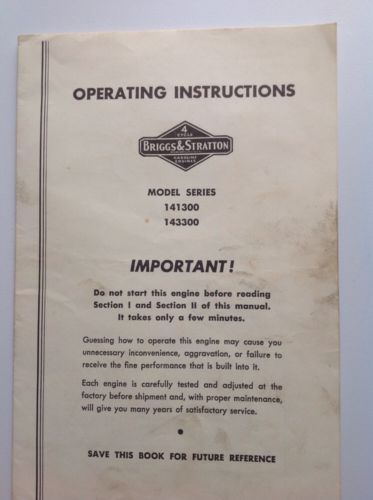 OPERATING INSTRUCTIONS
4
CYCLE
BRIGGS & STRATTON
GASOLINE
ENGINES
MODEL SERIES
141300
143300
IMPORTANT!
Do not start this engine before reading
Section I and Section II of this manual.
It takes only a few minutes.
Guessing how to operate this engine may cause you
unnecessary inconvenience, aggravation, or failure to
receive the fine performance that is built into it.
Each engine is carefully tested and adjusted at the
factory before shipment and, with proper maintenance,
will give you many years of satisfactory service.
•
SAVE THIS BOOK FOR FUTURE REFERENCE